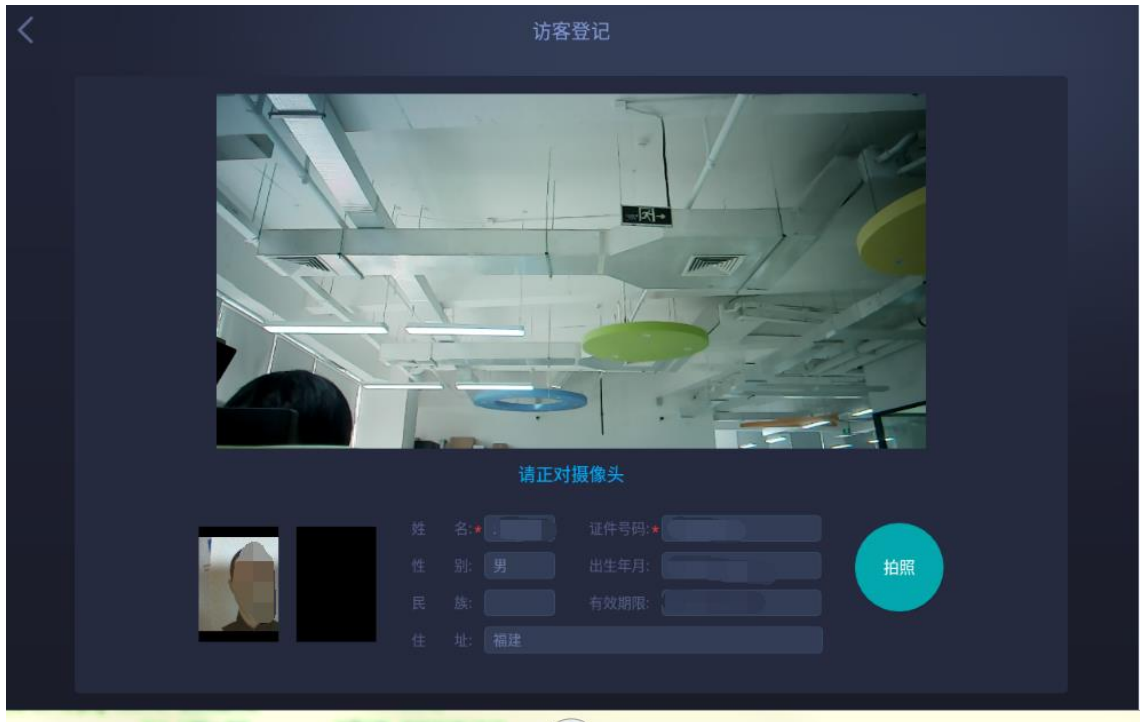 访客登记
请正对摄像头
姓 名:* 证件号码:*
性 别: 男 出生年月:
民 族: 有效期限:
住 址: 福建
拍照